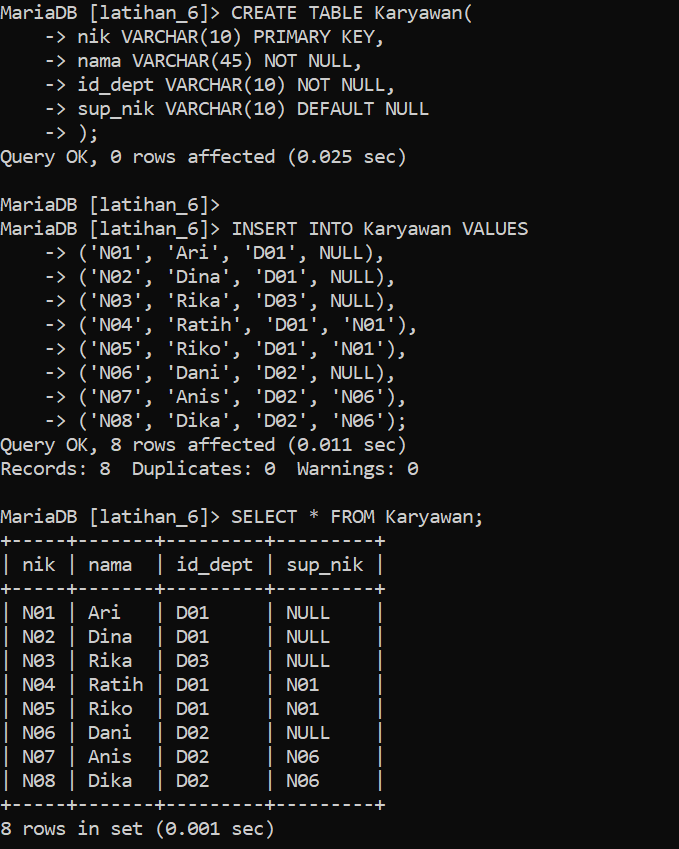 MariaDB [latihan_6]> CREATE TABLE Karyawan(
    -> nik VARCHAR(10) PRIMARY KEY,
    -> nama VARCHAR(45) NOT NULL,
    -> id_dept VARCHAR(10) NOT NULL,
    -> sup_nik VARCHAR(10) DEFAULT NULL
    -> );
Query OK, 0 rows affected (0.025 sec)

MariaDB [latihan_6]>
MariaDB [latihan_6]> INSERT INTO Karyawan VALUES
    -> ('N01', 'Ari', 'D01', NULL),
    -> ('N02', 'Dina', 'D01', NULL),
    -> ('N03', 'Rika', 'D03', NULL),
    -> ('N04', 'Ratih', 'D01', 'N01'),
    -> ('N05', 'Riko', 'D01', 'N01'),
    -> ('N06', 'Dani', 'D02', NULL),
    -> ('N07', 'Anis', 'D02', 'N06'),
    -> ('N08', 'Dika', 'D02', 'N06');
Query OK, 8 rows affected (0.011 sec)
Records: 8  Duplicates: 0  Warnings: 0

MariaDB [latihan_6]> SELECT * FROM Karyawan;
+-----+-------+---------+---------+
| nik | nama  | id_dept | sup_nik |
+-----+-------+---------+---------+
| N01 | Ari   | D01     | NULL    |
| N02 | Dina  | D01     | NULL    |
| N03 | Rika  | D03     | NULL    |
| N04 | Ratih | D01     | N01     |
| N05 | Riko  | D01     | N01     |
| N06 | Dani  | D02     | NULL    |
| N07 | Anis  | D02     | N06     |
| N08 | Dika  | D02     | N06     |
+-----+-------+---------+---------+
8 rows in set (0.001 sec)